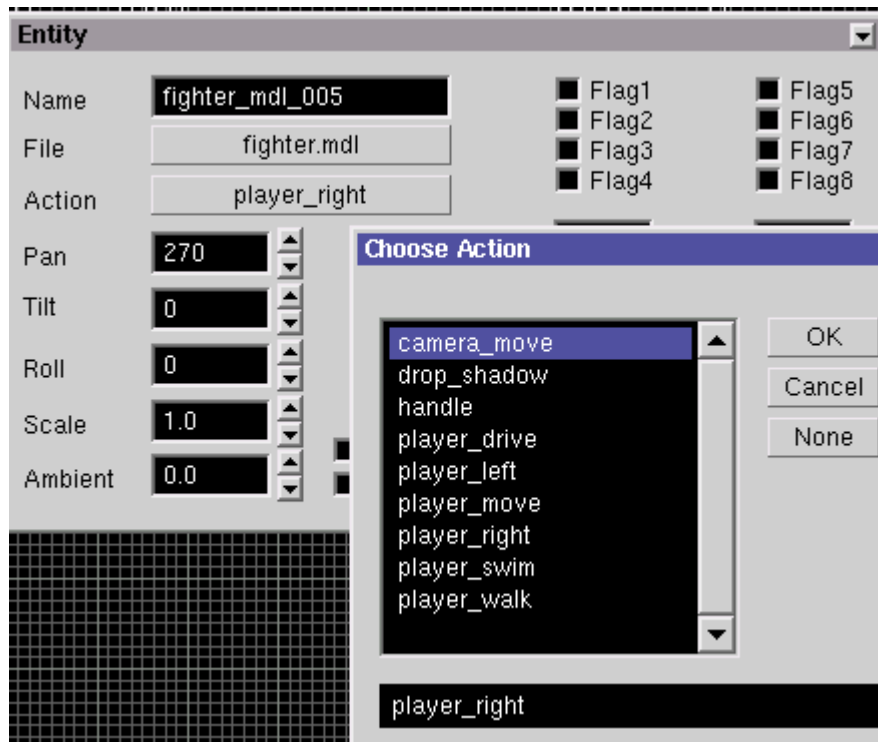 Entity
Name fighter_mdl_005
File fighter.mdl
Action player_right
Flag1 Flag5
Flag2 Flag6
Flag3 Flag7
Flag4 Flag8
Pan 270
Tilt 0
Roll 0
Scale 1.0
Ambient 0.0
Choose Action
camera_move
drop_shadow
handle
player_drive
player_left
player_move
player_right
player_swim
player_walk
OK
Cancel
None
player_right